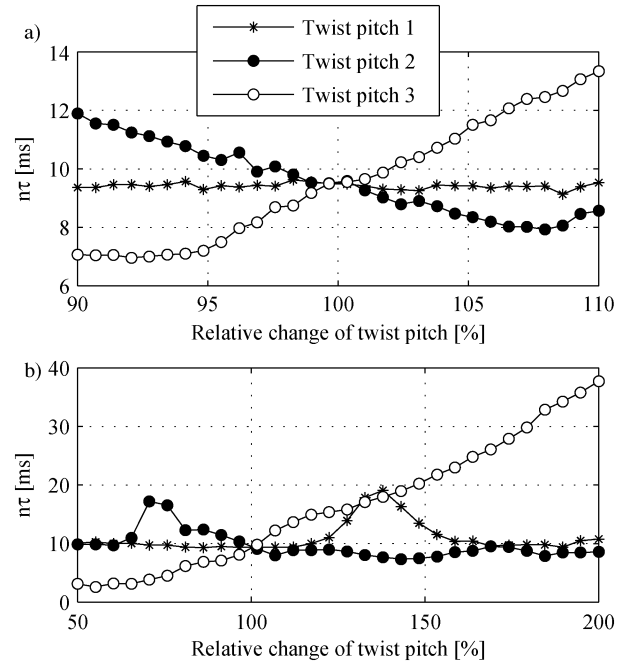 a)
Twist pitch 1
Twist pitch 2
Twist pitch 3
14
12
10
8
6
nτ [ms]
90
95
100
105
110
Relative change of twist pitch [%]
b)
40
30
20
10
0
nτ [ms]
50
100
150
200
Relative change of twist pitch [%]